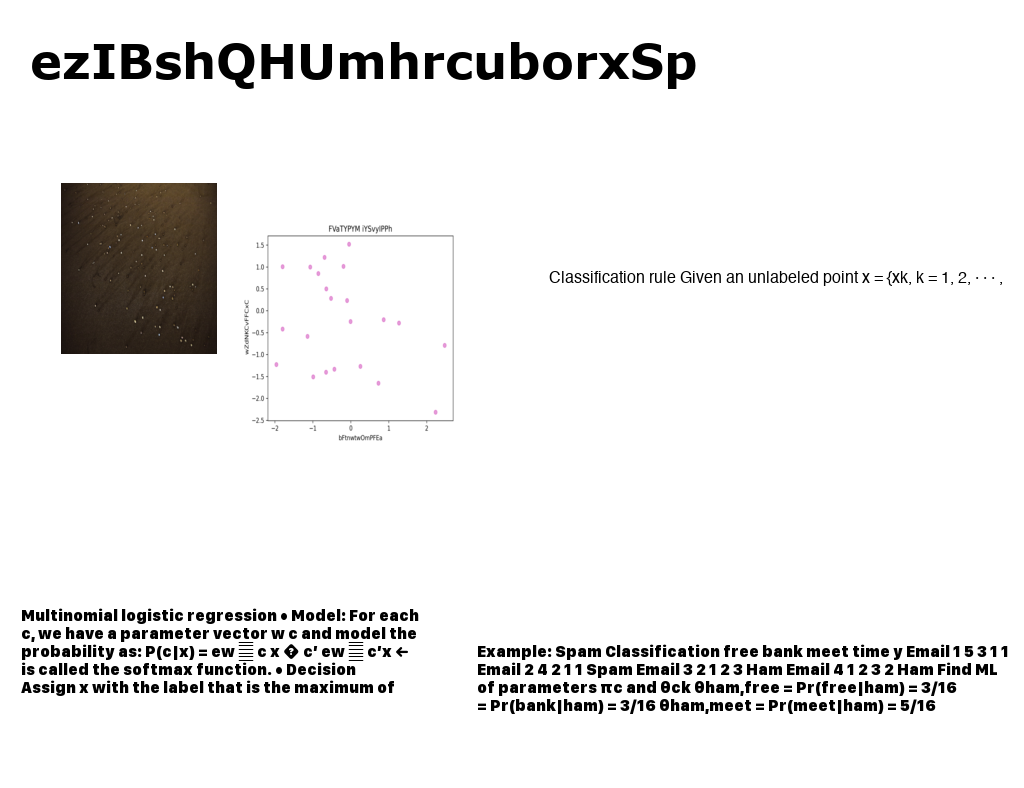 ezIBshQHUmhrcuborxSp
FVaTYPYM iYSvylPPh
1.5
1.0
0.5
0.0
−0.5
−1.0
−1.5
−2.0
−2.5
−2 −1 0 1 2
bFtnwtwOmPFEa
Classification rule Given an unlabeled point x = {xk, k = 1, 2, · · · ,
Multinomial logistic regression • Model: For each
c, we have a parameter vector w c and model the
probability as: P(c|x) = ew c x � c′ ew c′x ←
is called the softmax function. • Decision
Assign x with the label that is the maximum of
Example: Spam Classification free bank meet time y Email 1 5 3 1 1
Email 2 4 2 1 1 Spam Email 3 2 1 2 3 Ham Email 4 1 2 3 2 Ham Find ML
of parameters πc and θck θham,free = Pr(free|ham) = 3/16
= Pr(bank|ham) = 3/16 θham,meet = Pr(meet|ham) = 5/16